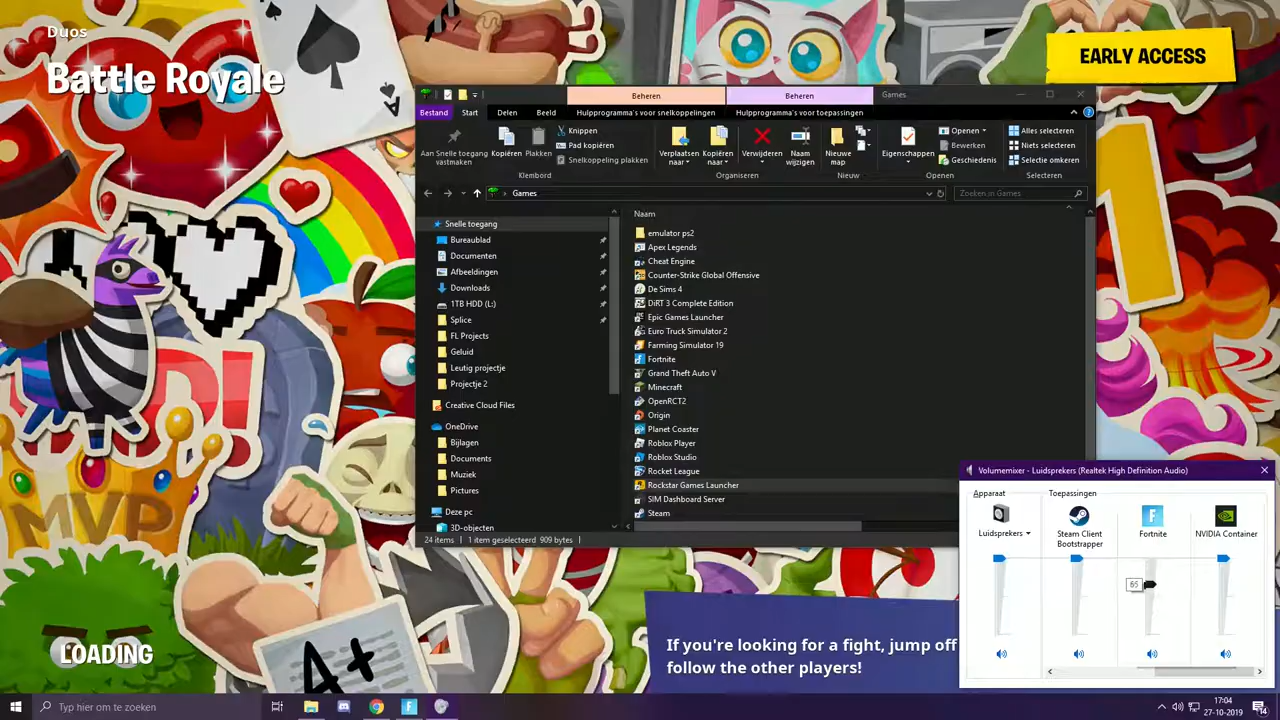 Duos
Battle Royale
EARLY ACCESS
Beheren
Beheren
Games
Bestand
Start
Delen
Beeld
Hulpprogramma's voor snelkoppelingen
Hulpprogramma's voor toepassingen
Aan Snelle toegang vastmaken
Kopiëren
Plakken
Knippen
Pad kopiëren
Snelkoppeling plakken
Klembord
Verplaatsen naar
Kopiëren naar
Verwijderen
Naam wijzigen
Organiseren
Nieuwe map
Nieuw
Eigenschappen
Openen
Bewerken
Geschiedenis
Openen
Alles selecteren
Niets selecteren
Selectie omkeren
Selecteren
Games
Zoeken in Games
Snelle toegang
Bureaublad
Documenten
Afbeeldingen
Downloads
1TB HDD (L:)
Splice
FL Projects
Geluid
Leutig projectje
Projectje 2
Creative Cloud Files
OneDrive
Bijlagen
Documents
Muziek
Pictures
Deze pc
3D-objecten
Naam
emulator ps2
Apex Legends
Cheat Engine
Counter-Strike Global Offensive
De Sims 4
DiRT 3 Complete Edition
Epic Games Launcher
Euro Truck Simulator 2
Farming Simulator 19
Fortnite
Grand Theft Auto V
Minecraft
OpenRCT2
Origin
Planet Coaster
Roblox Player
Roblox Studio
Rocket League
Rockstar Games Launcher
SIM Dashboard Server
Steam
24 items
1 item geselecteerd 909 bytes
Volumemixer - Luidsprekers (Realtek High Definition Audio)
Apparaat
Toepassingen
Luidsprekers
Steam Client
Bootstrapper
Fortnite
NVIDIA Container
65
MVP
A+
LOADING
If you're looking for a fight, jump off
follow the other players!
Typ hier om te zoeken
17:04
27-10-2019
14